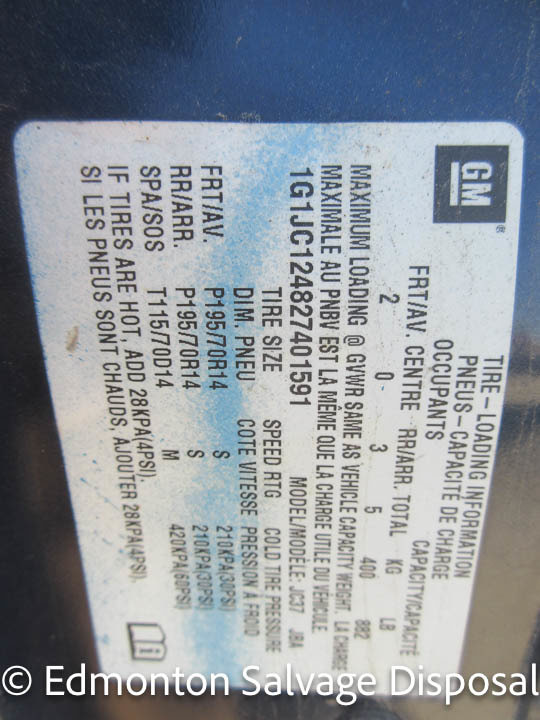 GM
TIRE-LOADING INFORMATION
PNEUS-CAPACITÉ DE CHARGE
OCCUPANTS CAPACITY/CAPACITÉ
FRT/AV. CENTRE RR/ARR. TOTAL KG LB
2 0- 3 5 400 882
MAXIMUM LOADING @ GVWR SAME AS VEHICLE CAPACITY WEIGHT. LA CHARGE
MAXIMALE AU PNBV EST LA MÊME QUE LA CHARGE UTILE DU VÉHICULE
1G1JC124827401591 MODEL/MODÈLE: JC37 JBA
TIRE SIZE SPEED RTG COLD TIRE PRESSURE
DIM. PNEU COTE VITESSE PRESSION À FROID
FRT/AV. P195/70R14 S 210KPA(30PSI)
RR/ARR. P195/70R14 S 210KPA(30PSI)
SPA/SOS T115/70D14 M 420KPA(60PSI)
IF TIRES ARE HOT, ADD 28KPA(4PSI),
SI LES PNEUS SONT CHAUDS, AJOUTER 28KPA(4PSI).
© Edmonton Salvage Disposal